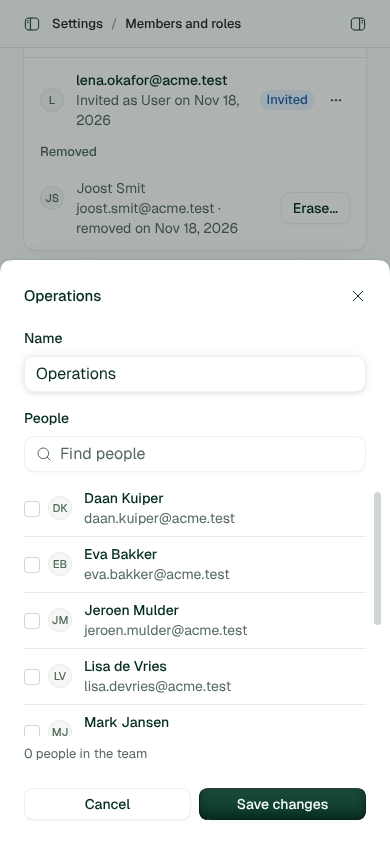 Settings / Members and roles
lena.okafor@acme.test
L
Invited as User on Nov 18,
2026
Invited
Removed
JS
Joost Smit
joost.smit@acme.test ·
removed on Nov 18, 2026
Erase…
Operations
Name
Operations
People
Find people
DK
Daan Kuiper
daan.kuiper@acme.test
EB
Eva Bakker
eva.bakker@acme.test
JM
Jeroen Mulder
jeroen.mulder@acme.test
LV
Lisa de Vries
lisa.devries@acme.test
MJ
Mark Jansen
0 people in the team
Cancel
Save changes